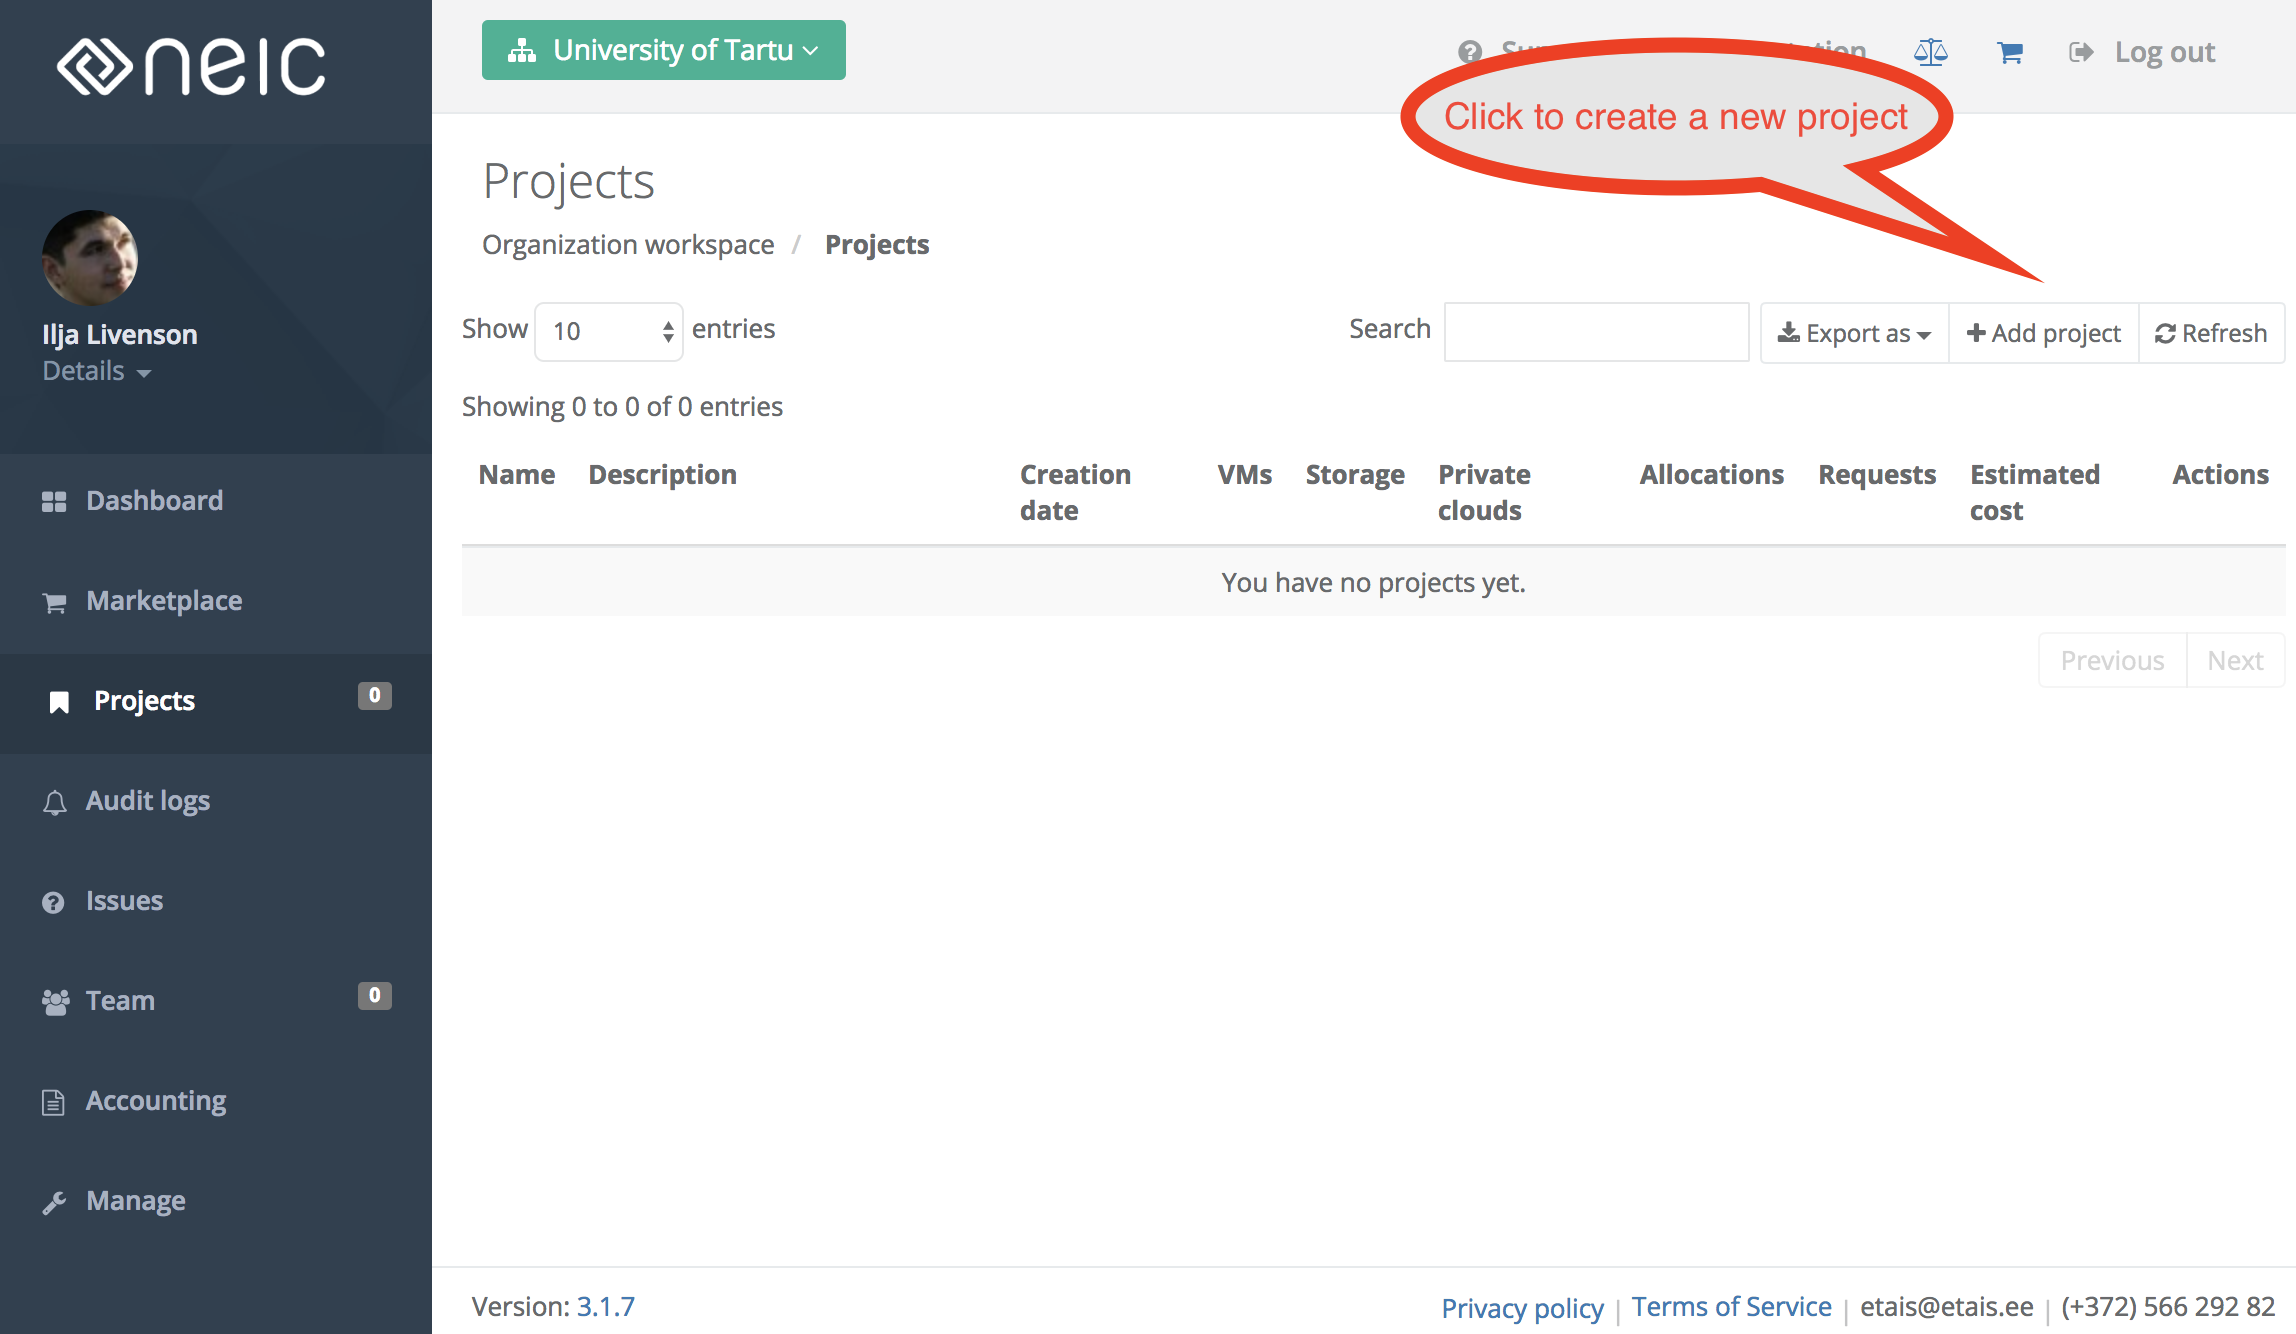 neic
University of Tartu
Log out
Click to create a new project
Projects
Organization workspace / Projects
Ilja Livenson
Details
Show 10 entries
Search
Export as
Add project
Refresh
Showing 0 to 0 of 0 entries
Name Description Creation date VMs Storage Private clouds Allocations Requests Estimated cost Actions
You have no projects yet.
Previous Next
Dashboard
Marketplace
Projects 0
Audit logs
Issues
Team 0
Accounting
Manage
Version: 3.1.7
Privacy policy | Terms of Service | etais@etais.ee | (+372) 566 292 82